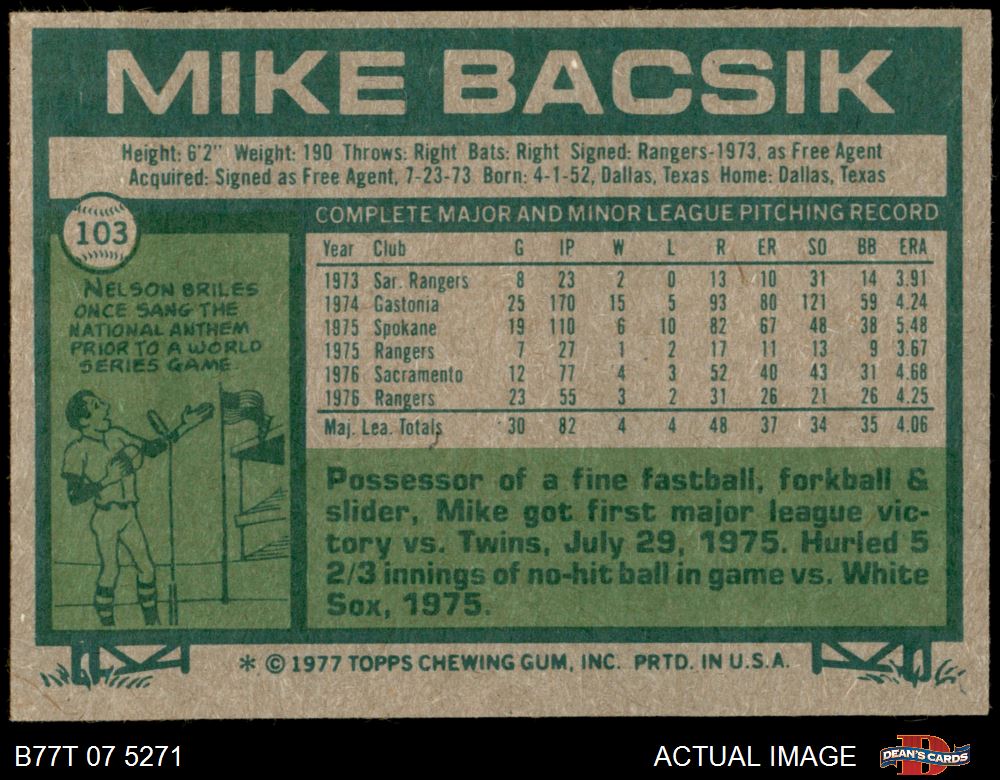 MIKE BACSIK
Height: 6'2" Weight: 190 Throws: Right Bats: Right Signed: Rangers-1973, as Free Agent
Acquired: Signed as Free Agent, 7-23-73 Born: 4-1-52, Dallas, Texas Home: Dallas, Texas
103
NELSON BRILES
ONCE SANG THE
NATIONAL ANTHEM
PRIOR TO A WORLD
SERIES GAME.
COMPLETE MAJOR AND MINOR LEAGUE PITCHING RECORD
Year Club G IP W L R ER SO BB ERA
1973 Sar. Rangers 8 23 2 0 13 10 31 14 3.91
1974 Gastonia 25 170 15 5 93 80 121 59 4.24
1975 Spokane 19 110 6 10 82 67 48 38 5.48
1975 Rangers 7 27 1 2 17 11 13 9 3.67
1976 Sacramento 12 77 4 3 52 40 43 31 4.68
1976 Rangers 23 55 3 2 31 26 21 26 4.25
Maj. Lea. Totals 30 82 4 4 48 37 34 35 4.06
Possessor of a fine fastball, forkball &
slider, Mike got first major league vic-
tory vs. Twins, July 29, 1975. Hurled 5
2/3 innings of no-hit ball in game vs. White
Sox, 1975.
* © 1977 TOPPS CHEWING GUM, INC. PRTD. IN U.S.A.
B77T 07 5271
ACTUAL IMAGE
D
DEAN'S CARDS